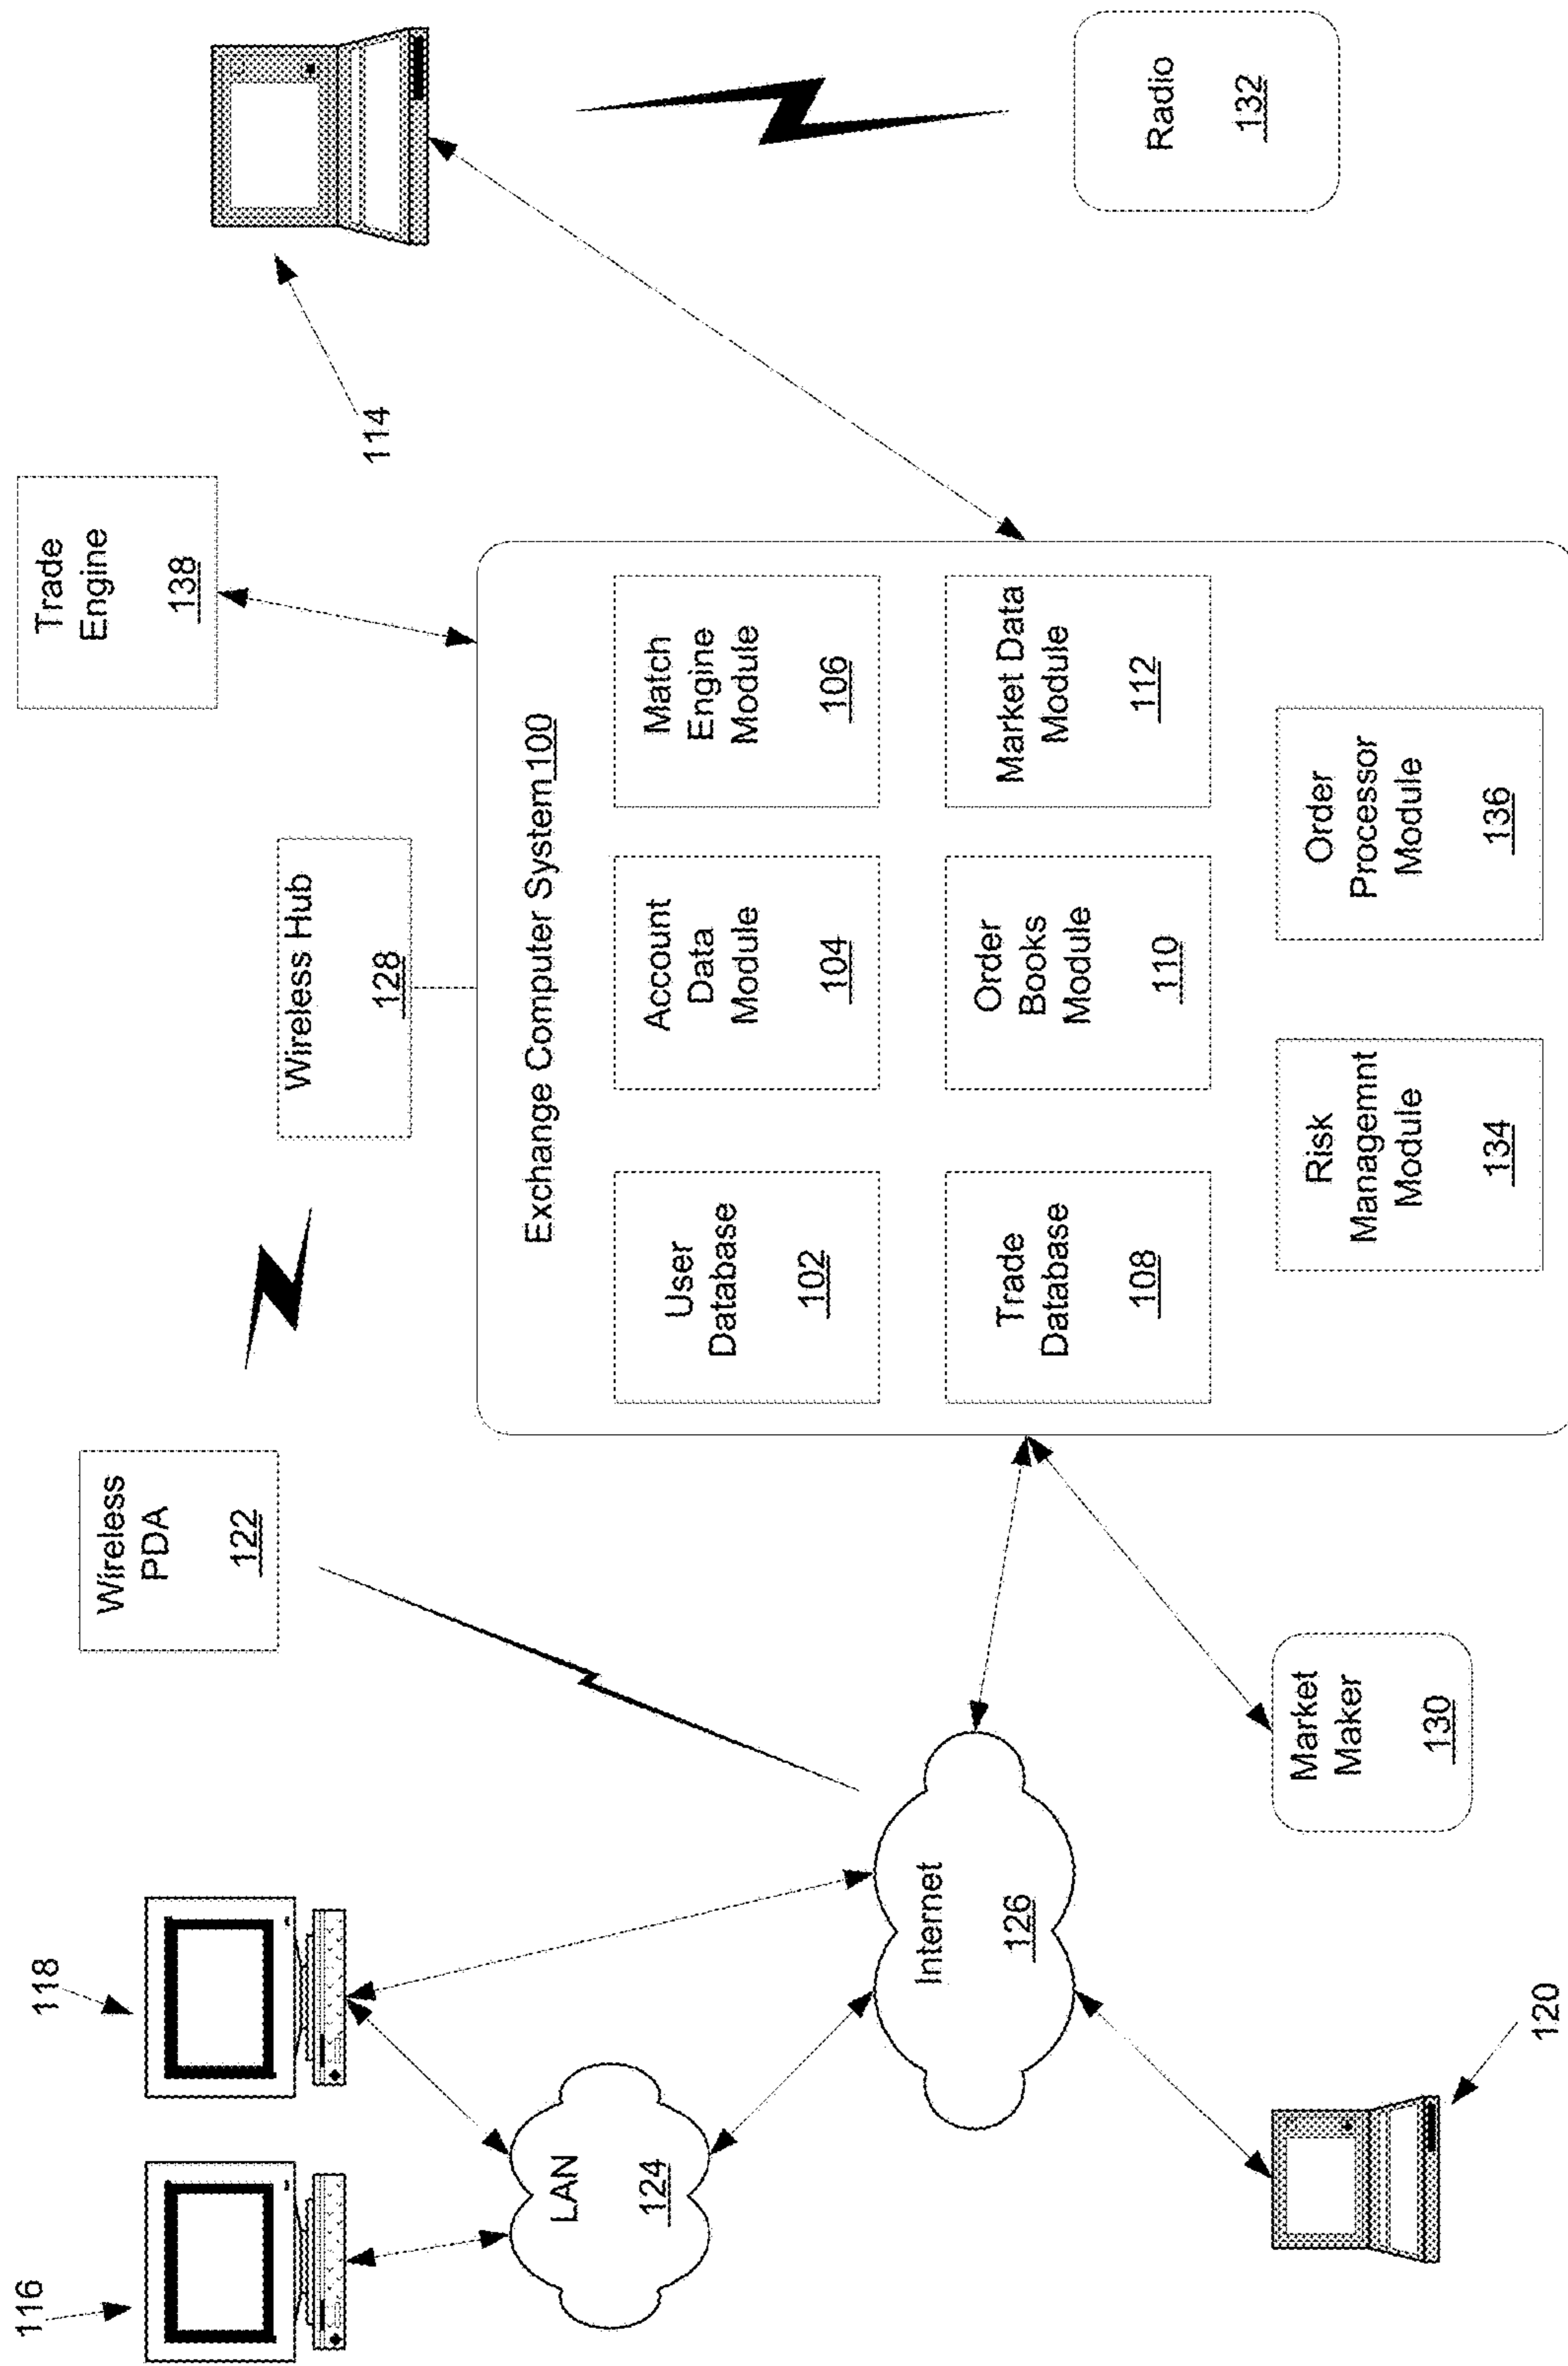 116
118
LAN
124
Internet
126
120
Wireless
PDA
122
Market
Maker
130
Wireless Hub
128
Trade
Engine
138
114
Radio
132
Exchange Computer System 100
User
Database
102
Account
Data
Module
104
Match
Engine
Module
106
Trade
Database
108
Order
Books
Module
110
Market Data
Module
112
Risk
Managemnt
Module
134
Order
Processor
Module
136